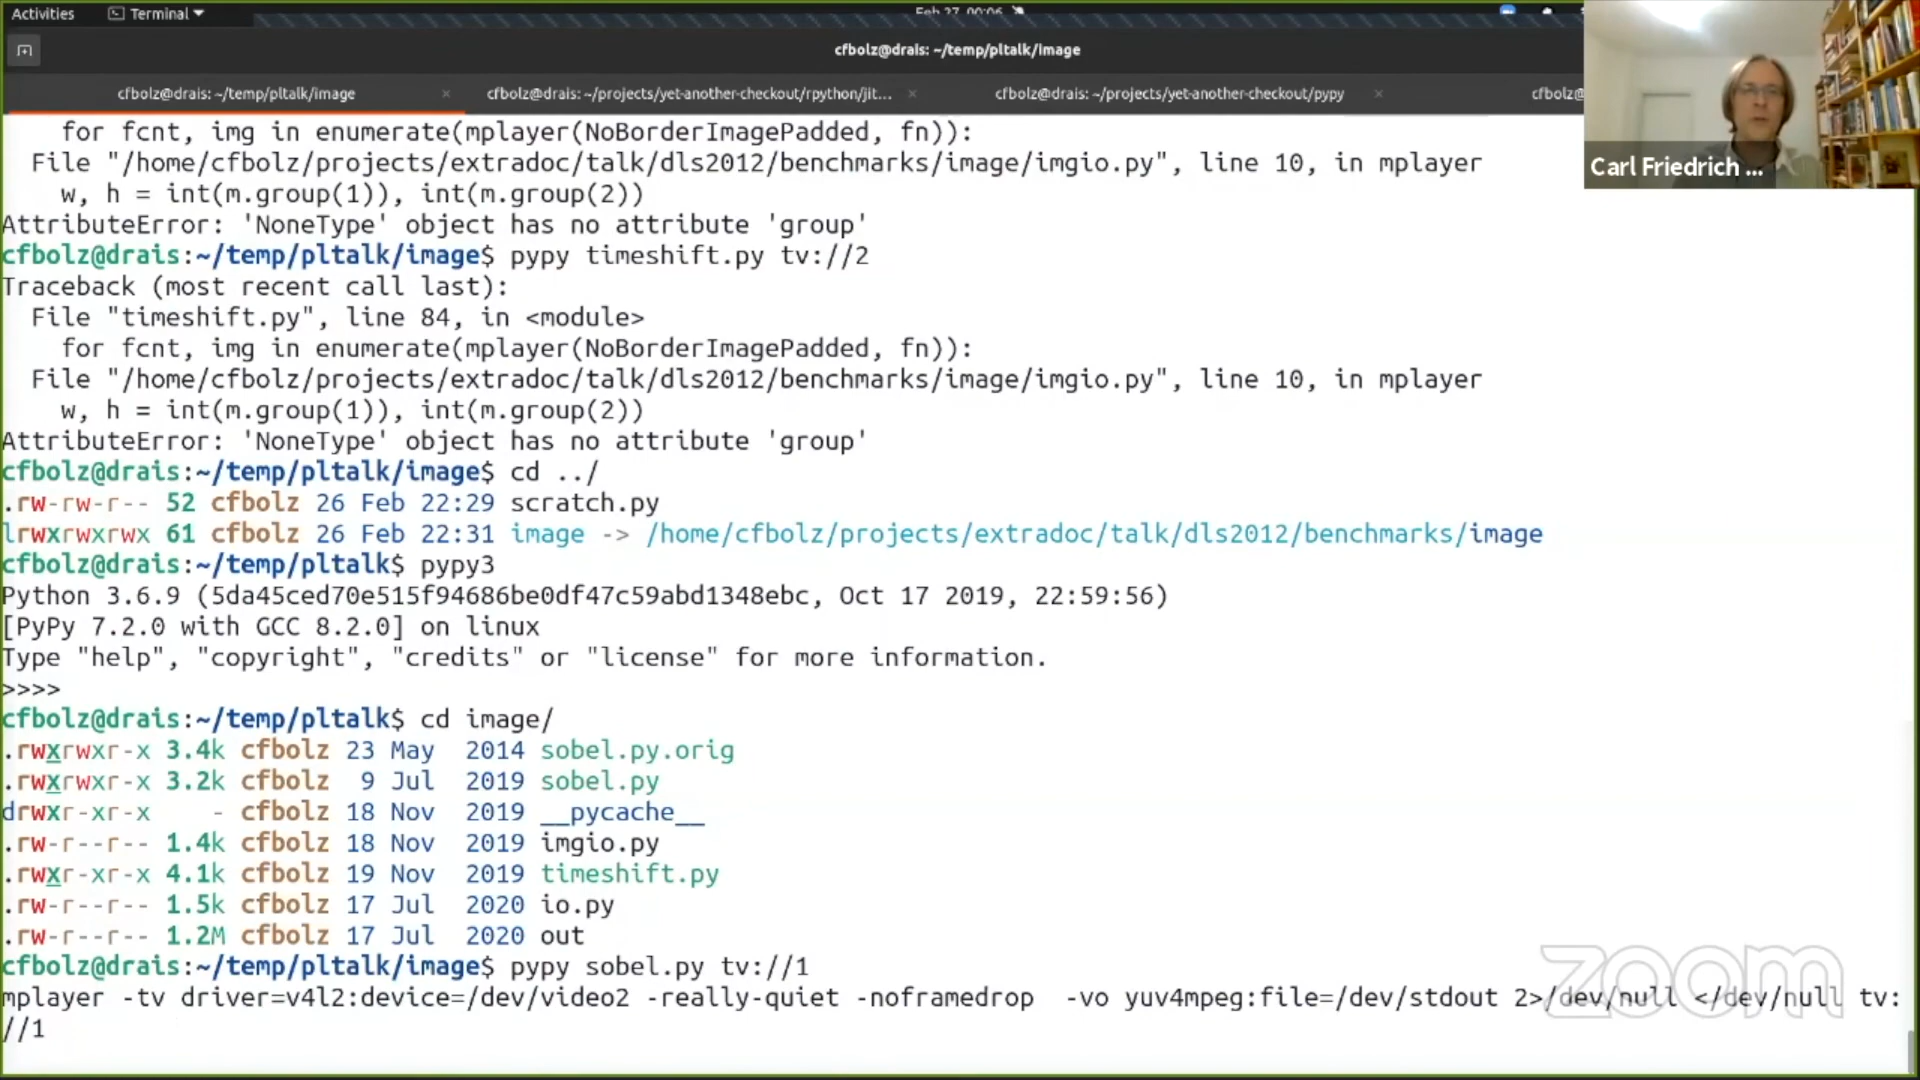 Activities Terminal Feb 27 00:06
cfbolz@drais: ~/temp/pltalk/image
cfbolz@drais: ~/temp/pltalk/image × cfbolz@drais: ~/projects/yet-another-checkout/rpython/jit... × cfbolz@drais: ~/projects/yet-another-checkout/pypy × cfbolz@
Carl Friedrich ...
for fcnt, img in enumerate(mplayer(NoBorderImagePadded, fn)):
File "/home/cfbolz/projects/extradoc/talk/dls2012/benchmarks/image/imgio.py", line 10, in mplayer
w, h = int(m.group(1)), int(m.group(2))
AttributeError: 'NoneType' object has no attribute 'group'
cfbolz@drais:~/temp/pltalk/image$ pypy timeshift.py tv://2
Traceback (most recent call last):
File "timeshift.py", line 84, in <module>
for fcnt, img in enumerate(mplayer(NoBorderImagePadded, fn)):
File "/home/cfbolz/projects/extradoc/talk/dls2012/benchmarks/image/imgio.py", line 10, in mplayer
w, h = int(m.group(1)), int(m.group(2))
AttributeError: 'NoneType' object has no attribute 'group'
cfbolz@drais:~/temp/pltalk/image$ cd ../
.rw-rw-r-- 52 cfbolz 26 Feb 22:29 scratch.py
lrwxrwxrwx 61 cfbolz 26 Feb 22:31 image -> /home/cfbolz/projects/extradoc/talk/dls2012/benchmarks/image
cfbolz@drais:~/temp/pltalk$ pypy3
Python 3.6.9 (5da45ced70e515f94686be0df47c59abd1348ebc, Oct 17 2019, 22:59:56)
[PyPy 7.2.0 with GCC 8.2.0] on linux
Type "help", "copyright", "credits" or "license" for more information.
>>>>
cfbolz@drais:~/temp/pltalk$ cd image/
.rwxrwxr-x 3.4k cfbolz 23 May 2014 sobel.py.orig
.rwxrwxr-x 3.2k cfbolz 9 Jul 2019 sobel.py
drwxr-xr-x - cfbolz 18 Nov 2019 __pycache__
.rw-r--r-- 1.4k cfbolz 18 Nov 2019 imgio.py
.rwxr-xr-x 4.1k cfbolz 19 Nov 2019 timeshift.py
.rw-r--r-- 1.5k cfbolz 17 Jul 2020 io.py
.rw-r--r-- 1.2M cfbolz 17 Jul 2020 out
cfbolz@drais:~/temp/pltalk/image$ pypy sobel.py tv://1
mplayer -tv driver=v4l2:device=/dev/video2 -really-quiet -noframedrop  -vo yuv4mpeg:file=/dev/stdout 2>/dev/null </dev/null tv:
//1
zoom